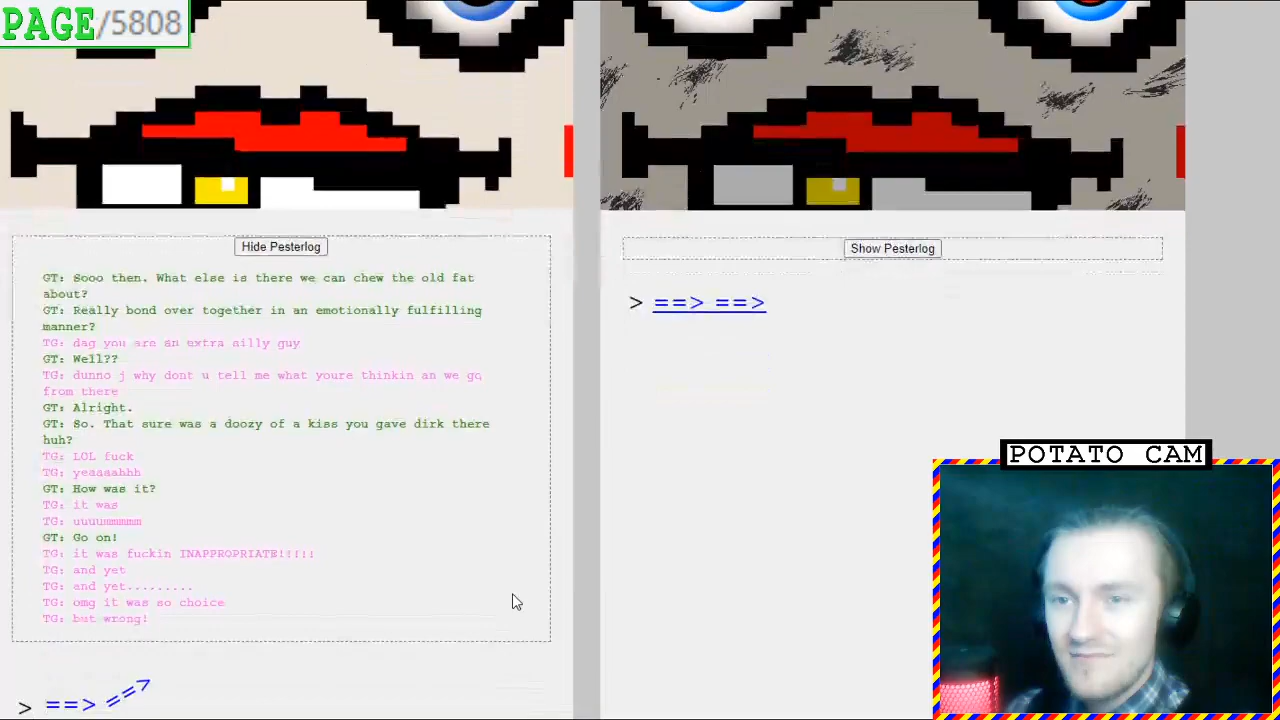 PAGE/5808
Hide Pesterlog
GT: Sooo then. What else is there we can chew the old fat
about?
GT: Really bond over together in an emotionally fulfilling
manner?
TG: dag you are an extra silly guy
GT: Well??
TG: dunno j why dont u tell me what youre thinkin an we go
from there
GT: Alright.
GT: So. That sure was a doozy of a kiss you gave dirk there
huh?
TG: LOL fuck
TG: yeaaaahhh
GT: How was it?
TG: it was
TG: uuuummmmm
GT: Go on!
TG: it was fuckin INAPPROPRIATE!!!!!
TG: and yet
TG: and yet.........
TG: omg it was so choice
TG: but wrong!
> ==> ==>
Show Pesterlog
> ==> ==>
POTATO CAM